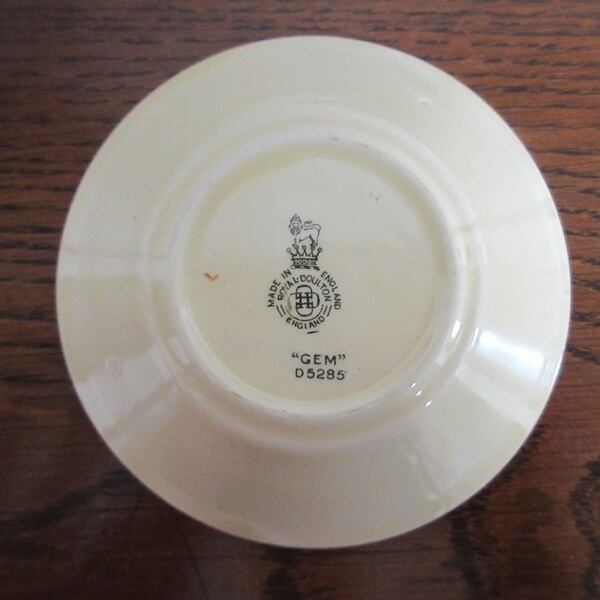 MADE IN ENGLAND
ROYAL·DOULTON
ENGLAND
"GEM"
D5285